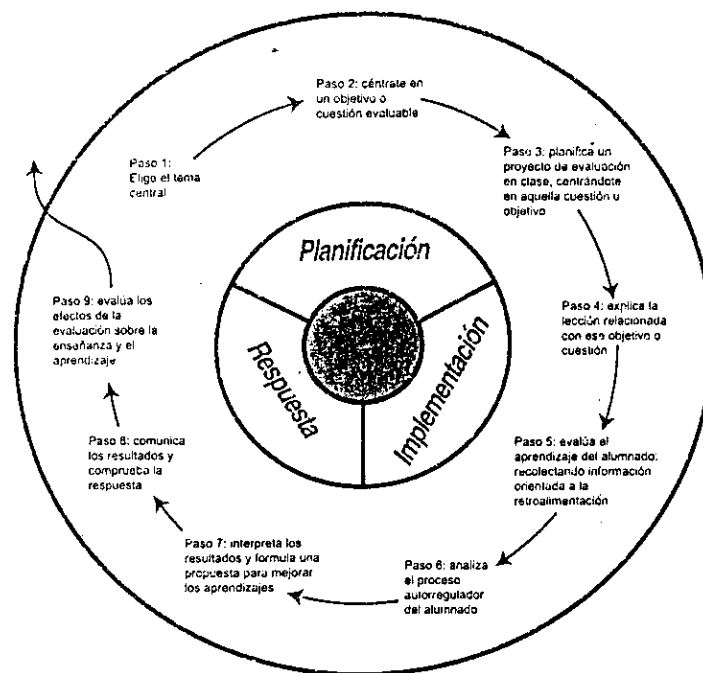 Paso 1:
Eligo el tema
central
Paso 2: céntrate en
un objetivo o
cuestión evaluable
Paso 3: planifica un
proyecto de evaluación
en clase, centrándote
en aquella cuestión u
objetivo
Paso 4: explica la
lección relacionada
con ese objetivo o
cuestión
Paso 5: evalúa el
aprendizaje del alumnado:
recolectando información
orientada a la
retroalimentación
Paso 6: analiza
el proceso
autorregulador
del alumnado
Paso 7: interpreta los
resultados y formula una
propuesta para mejorar
los aprendizajes
Paso 8: comunica
los resultados y
comprueba la
respuesta
Paso 9: evalúa los
efectos de la
evaluación sobre la
enseñanza y el
aprendizaje
Planificación
Implementación
Respuesta